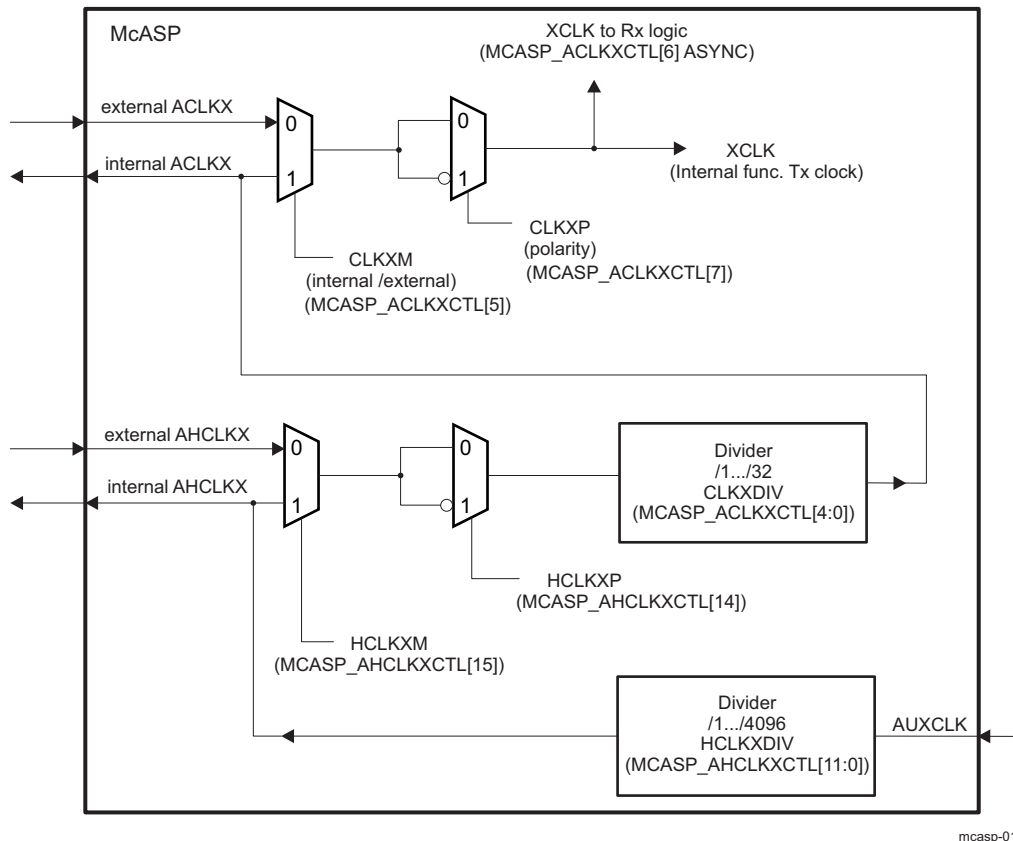 McASP
XCLK to Rx logic
(MCASP_ACLKXCTL[6] ASYNC)
external ACLKX
0
0
internal ACLKX
1
1
XCLK
(Internal func. Tx clock)
CLKXP
(polarity)
(MCASP_ACLKXCTL[7])
CLKXM
(internal /external)
(MCASP_ACLKXCTL[5])
external AHCLKX
0
0
internal AHCLKX
1
1
Divider
/1.../32
CLKXDIV
(MCASP_ACLKXCTL[4:0])
HCLKXP
(MCASP_AHCLKXCTL[14])
HCLKXM
(MCASP_AHCLKXCTL[15])
Divider
/1.../4096
HCLKXDIV
(MCASP_AHCLKXCTL[11:0])
AUXCLK
mcasp-01